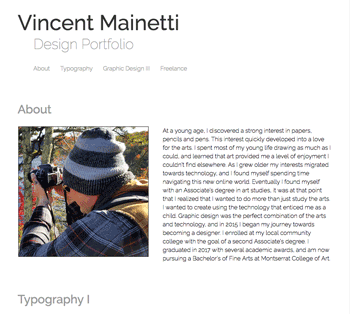 Vincent Mainetti
Design Portfolio
About
Typography
Graphic Design III
Freelance
About
At a young age, I discovered a strong interest in papers,
pencils and pens. This interest quickly developed into a love
for the arts. I spent most of my young life drawing as much as I
could, and learned that art provided me a level of enjoyment I
couldn't find elsewhere. As I grew older my interests migrated
towards technology, and I found myself spending time
navigating this new online world. Eventually I found myself
with an Associate's degree in art studies, it was at that point
that I realized that I wanted to do more than just study the arts.
I wanted to create using the technology that enticed me as a
child. Graphic design was the perfect combination of the arts
and technology, and in 2015 I began my journey towards
becoming a designer. I enrolled at my local community
college with the goal of a second Associate's degree. I
graduated in 2017 with several academic awards, and am now
pursuing a Bachelor's of Fine Arts at Montserrat College of Art
Typography I